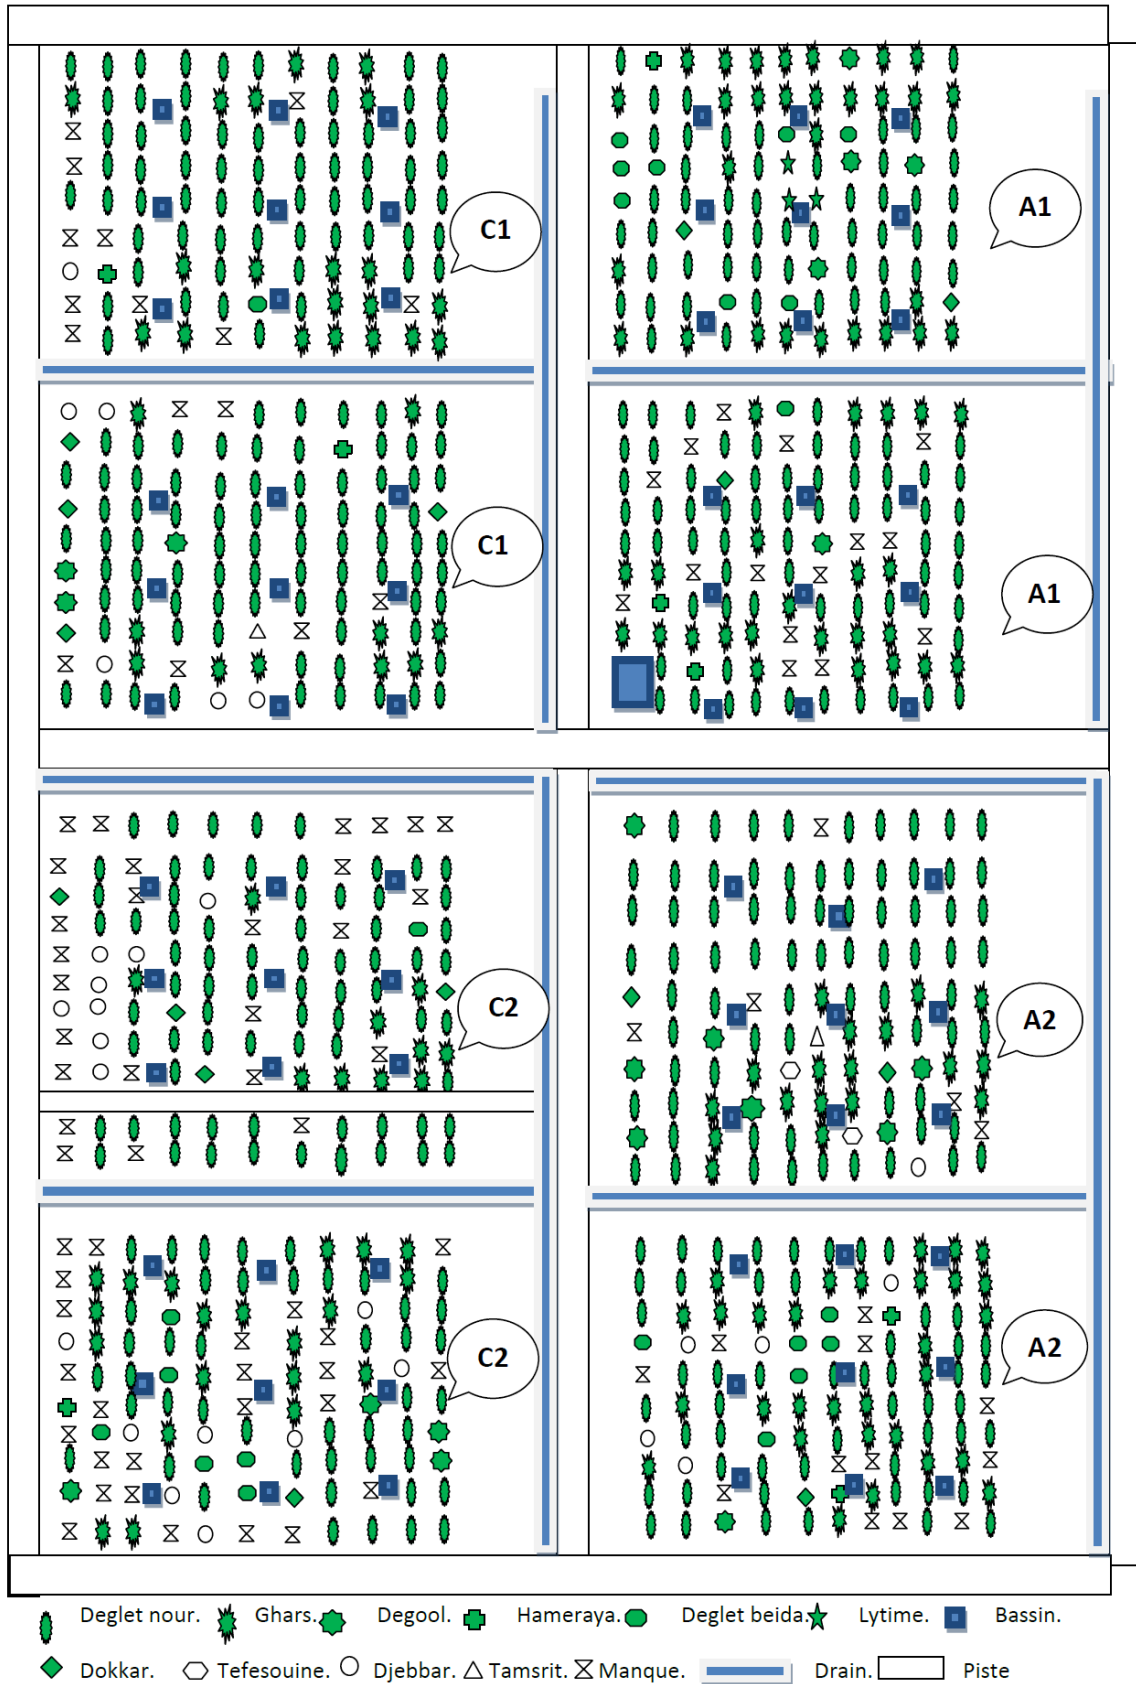 C1
A1
C1
A1
C2
A2
C2
A2
Deglet nour. Ghars. Degool. Hameraya. Deglet beida. Lytime. Bassin.
Dokkar. Tefesouine. Djebbar. Tamsrit. Manque. Drain. Piste